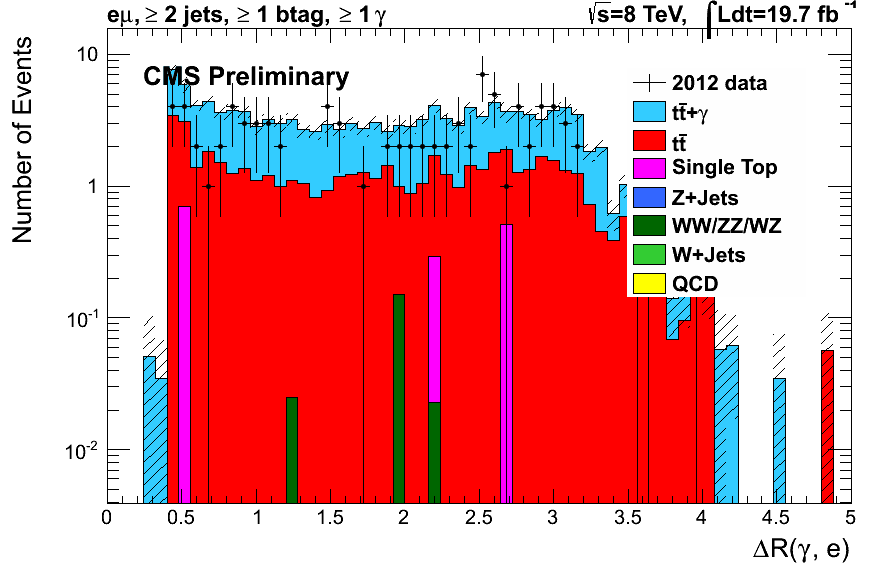 eμ, ≥ 2 jets, ≥ 1 btag, ≥ 1 γ
√s=8 TeV, ∫Ldt=19.7 fb⁻¹
CMS Preliminary
2012 data
tt̄+γ
tt̄
Single Top
Z+Jets
WW/ZZ/WZ
W+Jets
QCD
Number of Events
10
1
10⁻¹
10⁻²
0 0.5 1 1.5 2 2.5 3 3.5 4 4.5 5
ΔR(γ, e)